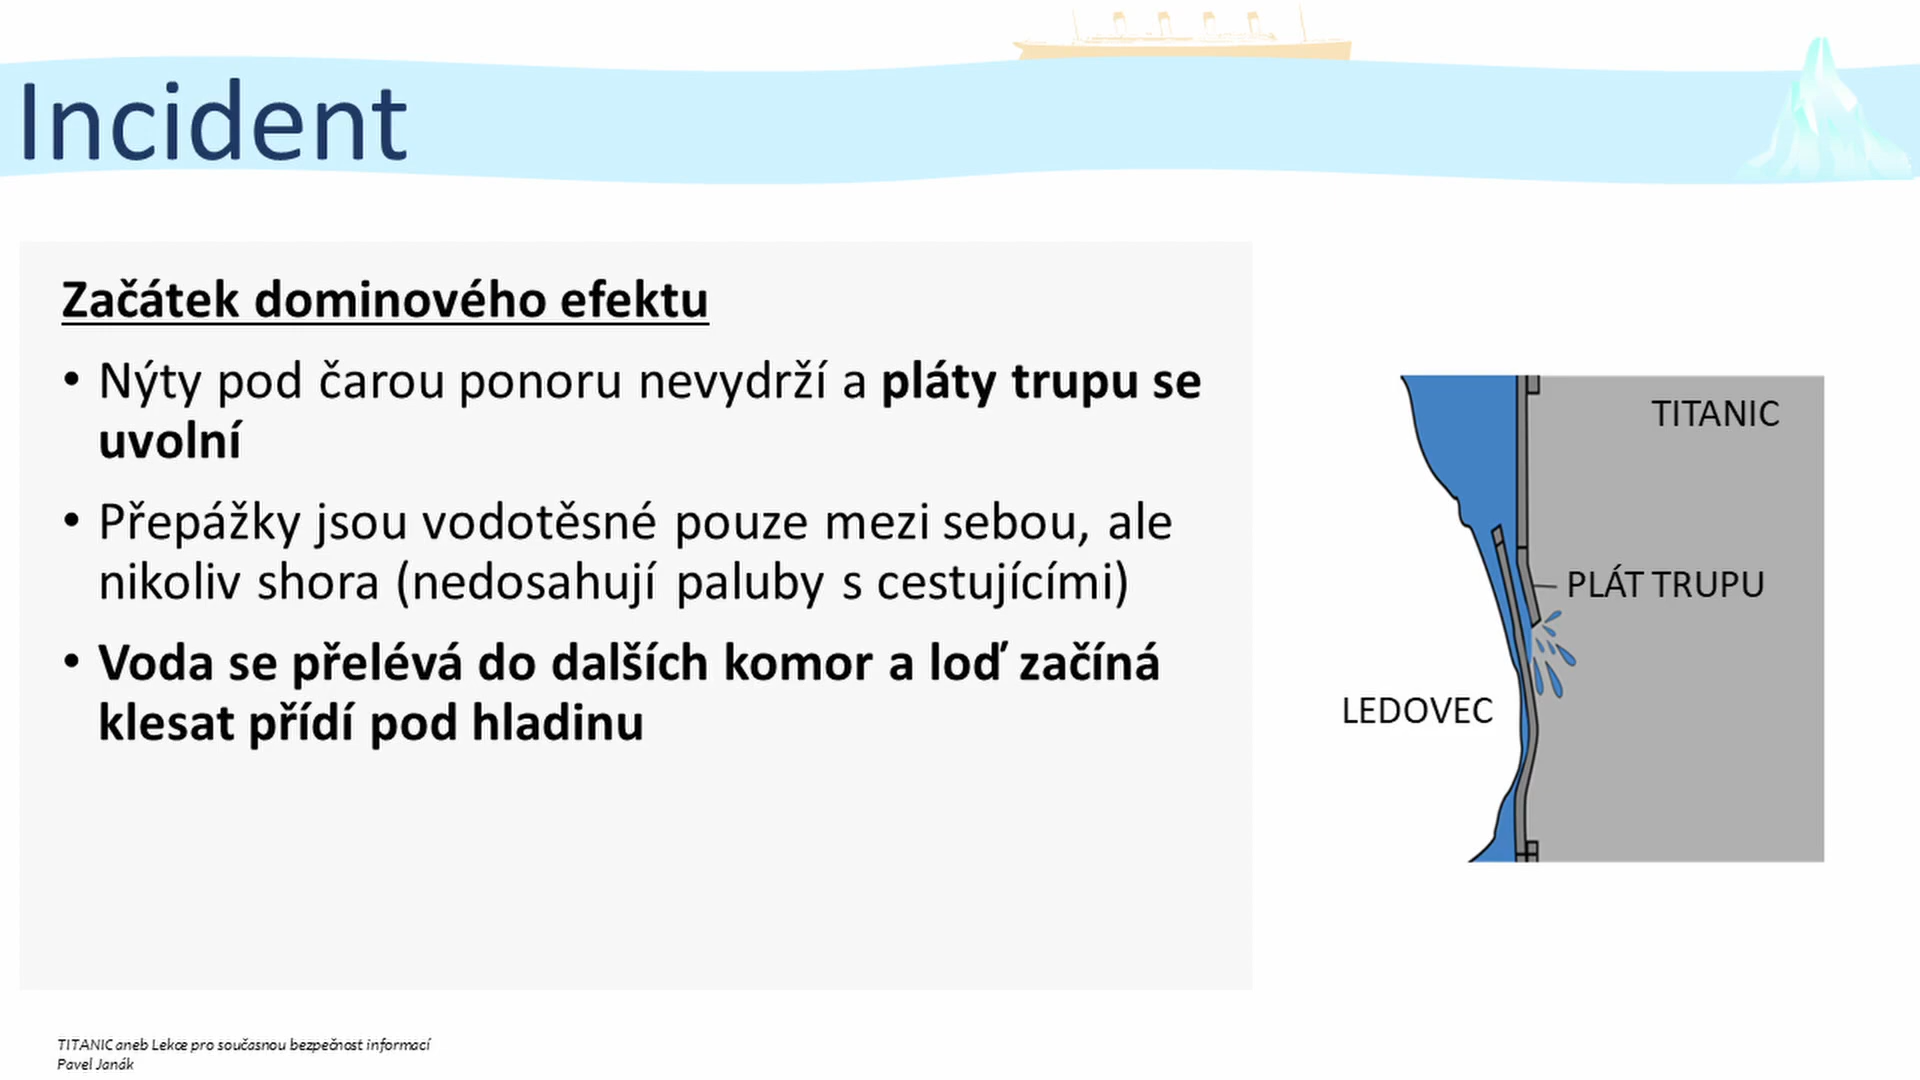 Incident
Začátek dominového efektu
• Nýty pod čarou ponoru nevydrží a pláty trupu se
uvolní
• Přepážky jsou vodotěsné pouze mezi sebou, ale
nikoliv shora (nedosahují paluby s cestujícími)
• Voda se přelévá do dalších komor a loď začíná
klesat přídí pod hladinu
TITANIC
PLÁT TRUPU
LEDOVEC
TITANIC aneb Lekce pro současnou bezpečnost informací
Pavel Janák